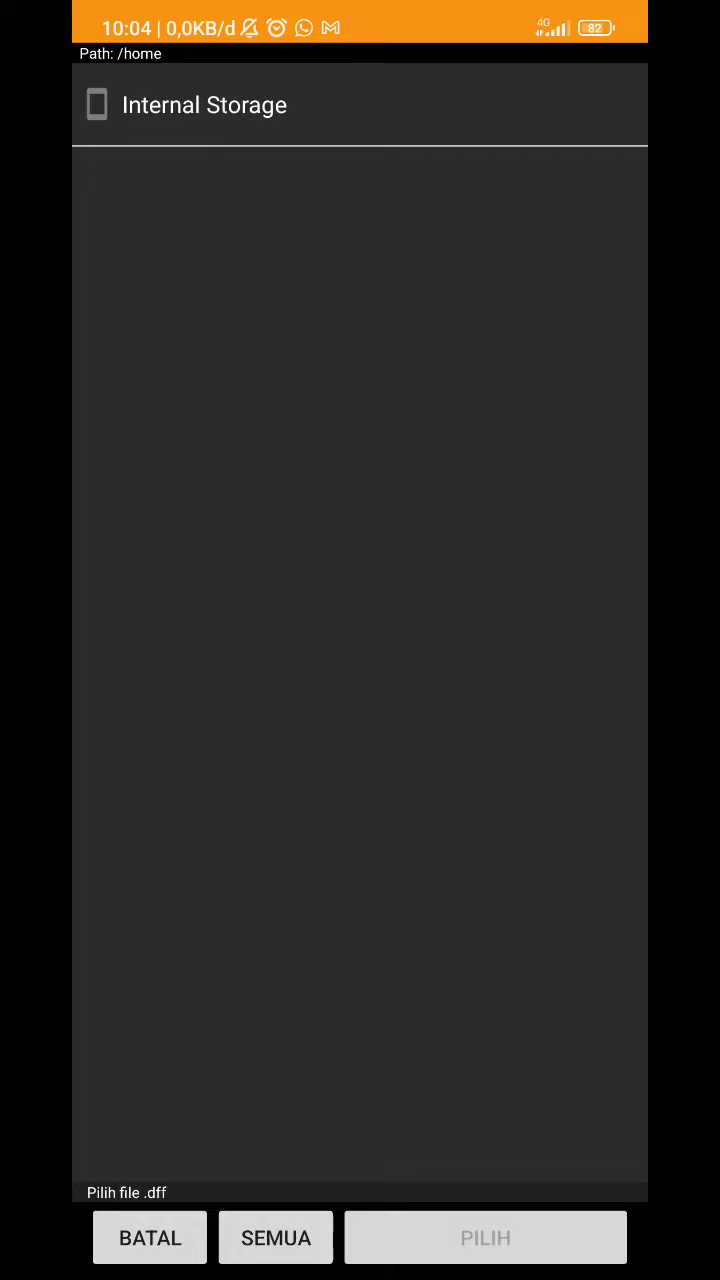 10:04 | 0,0KB/d
4G
82
Path: /home
Internal Storage
Pilih file .dff
BATAL
SEMUA
PILIH